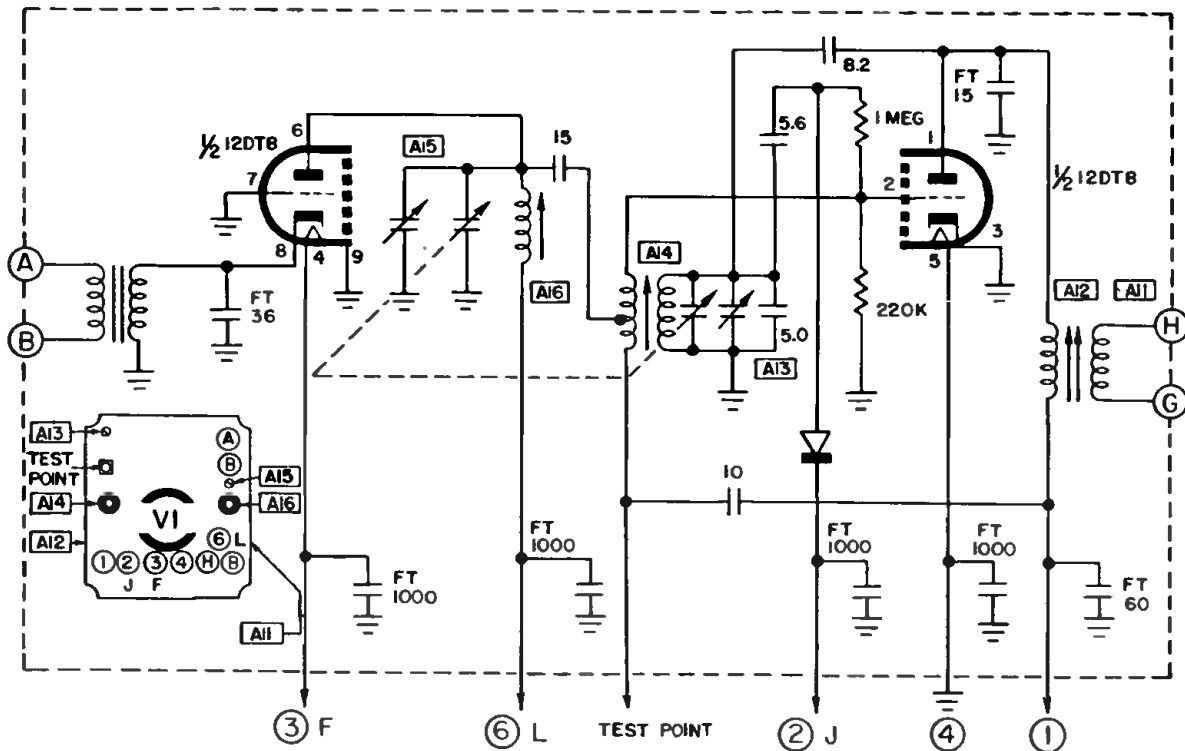 8.2
FT
15
6
½ 12DT8
A15
15
5.6
1 MEG
1
½ 12DT8
7
2
3
8
4
9
5
A
B
FT
36
A16
A14
220K
5.0
A13
A12
A11
H
G
A13
TEST
POINT
A14
A12
A
B
A15
A16
V1
6 L
1 2 3 4 H B
J F
A11
10
FT
1000
FT
1000
FT
1000
FT
1000
FT
60
3 F
6 L
TEST POINT
2 J
4
1